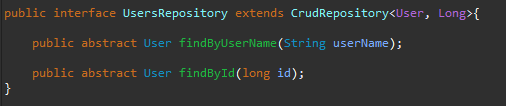 public interface UsersRepository extends CrudRepository<User, Long>{
public abstract User findByUserName(String userName);
public abstract User findById(long id);
}